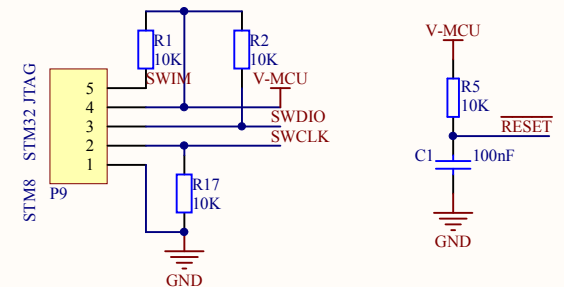 R1
10K
SWIM
R2
10K
V-MCU
SWDIO
SWCLK
STM32 JTAG
STM8
5
4
3
2
1
P9
R17
10K
GND
V-MCU
R5
10K
RESET
C1
100nF
GND